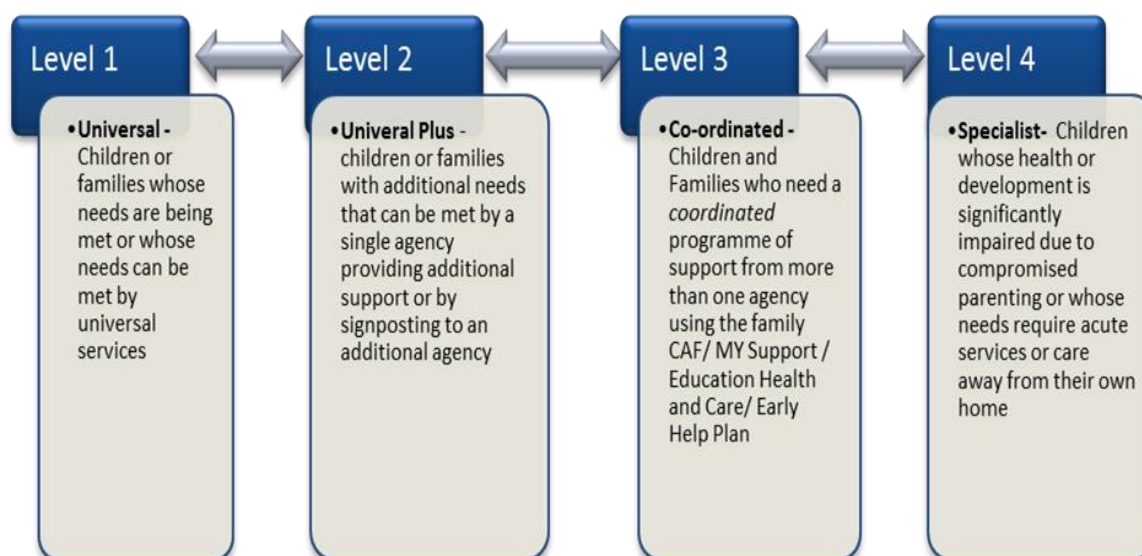 Level 1
•Universal -
Children or
families whose
needs are being
met or whose
needs can be
met by
universal
services
Level 2
•Univeral Plus -
children or families
with additional needs
that can be met by a
single agency
providing additional
support or by
signposting to an
additional agency
Level 3
•Co-ordinated -
Children and
Families who need a
coordinated
programme of
support from more
than one agency
using the family
CAF/ MY Support /
Education Health
and Care/ Early
Help Plan
Level 4
•Specialist- Children
whose health or
development is
significantly
impaired due to
compromised
parenting or whose
needs require acute
services or care
away from their own
home